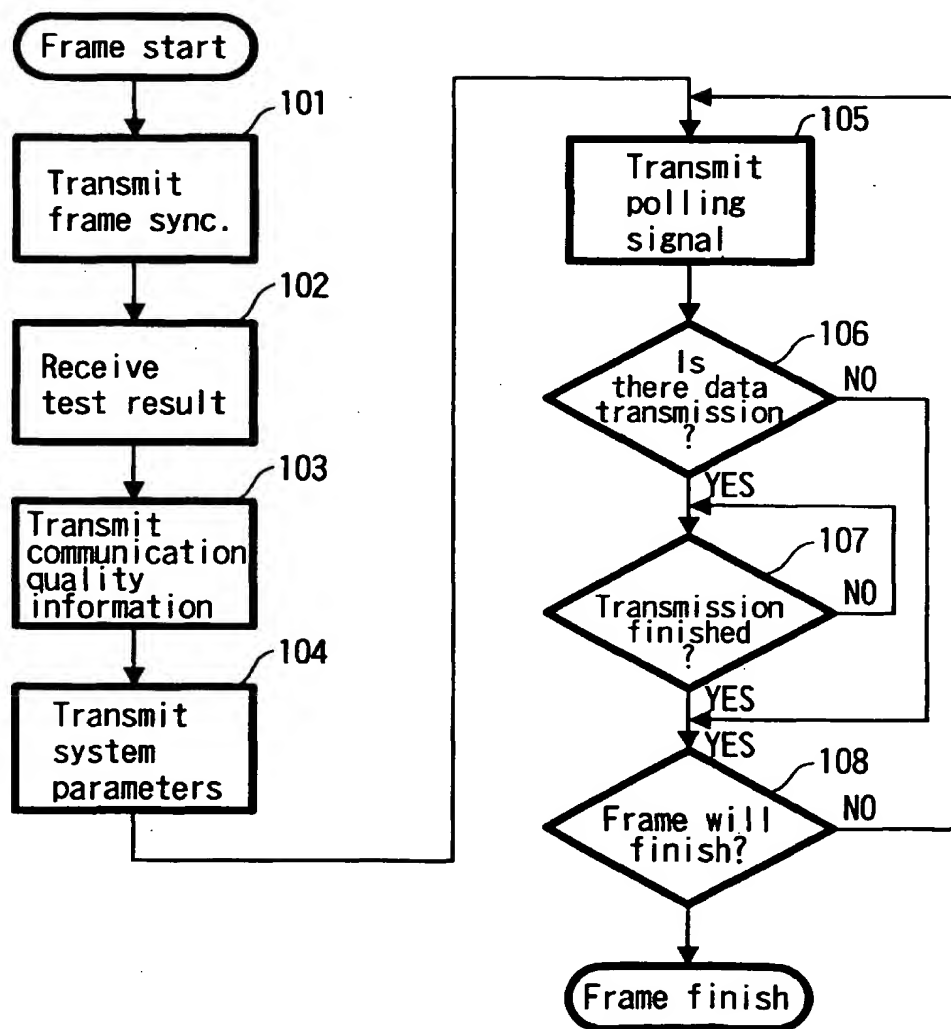 Frame start
101
Transmit
frame sync.
102
Receive
test result
103
Transmit
communication
quality
information
104
Transmit
system
parameters
105
Transmit
polling
signal
106
Is
there data
transmission
?
NO
YES
107
Transmission
finished
?
NO
YES
YES
108
Frame will
finish?
NO
Frame finish